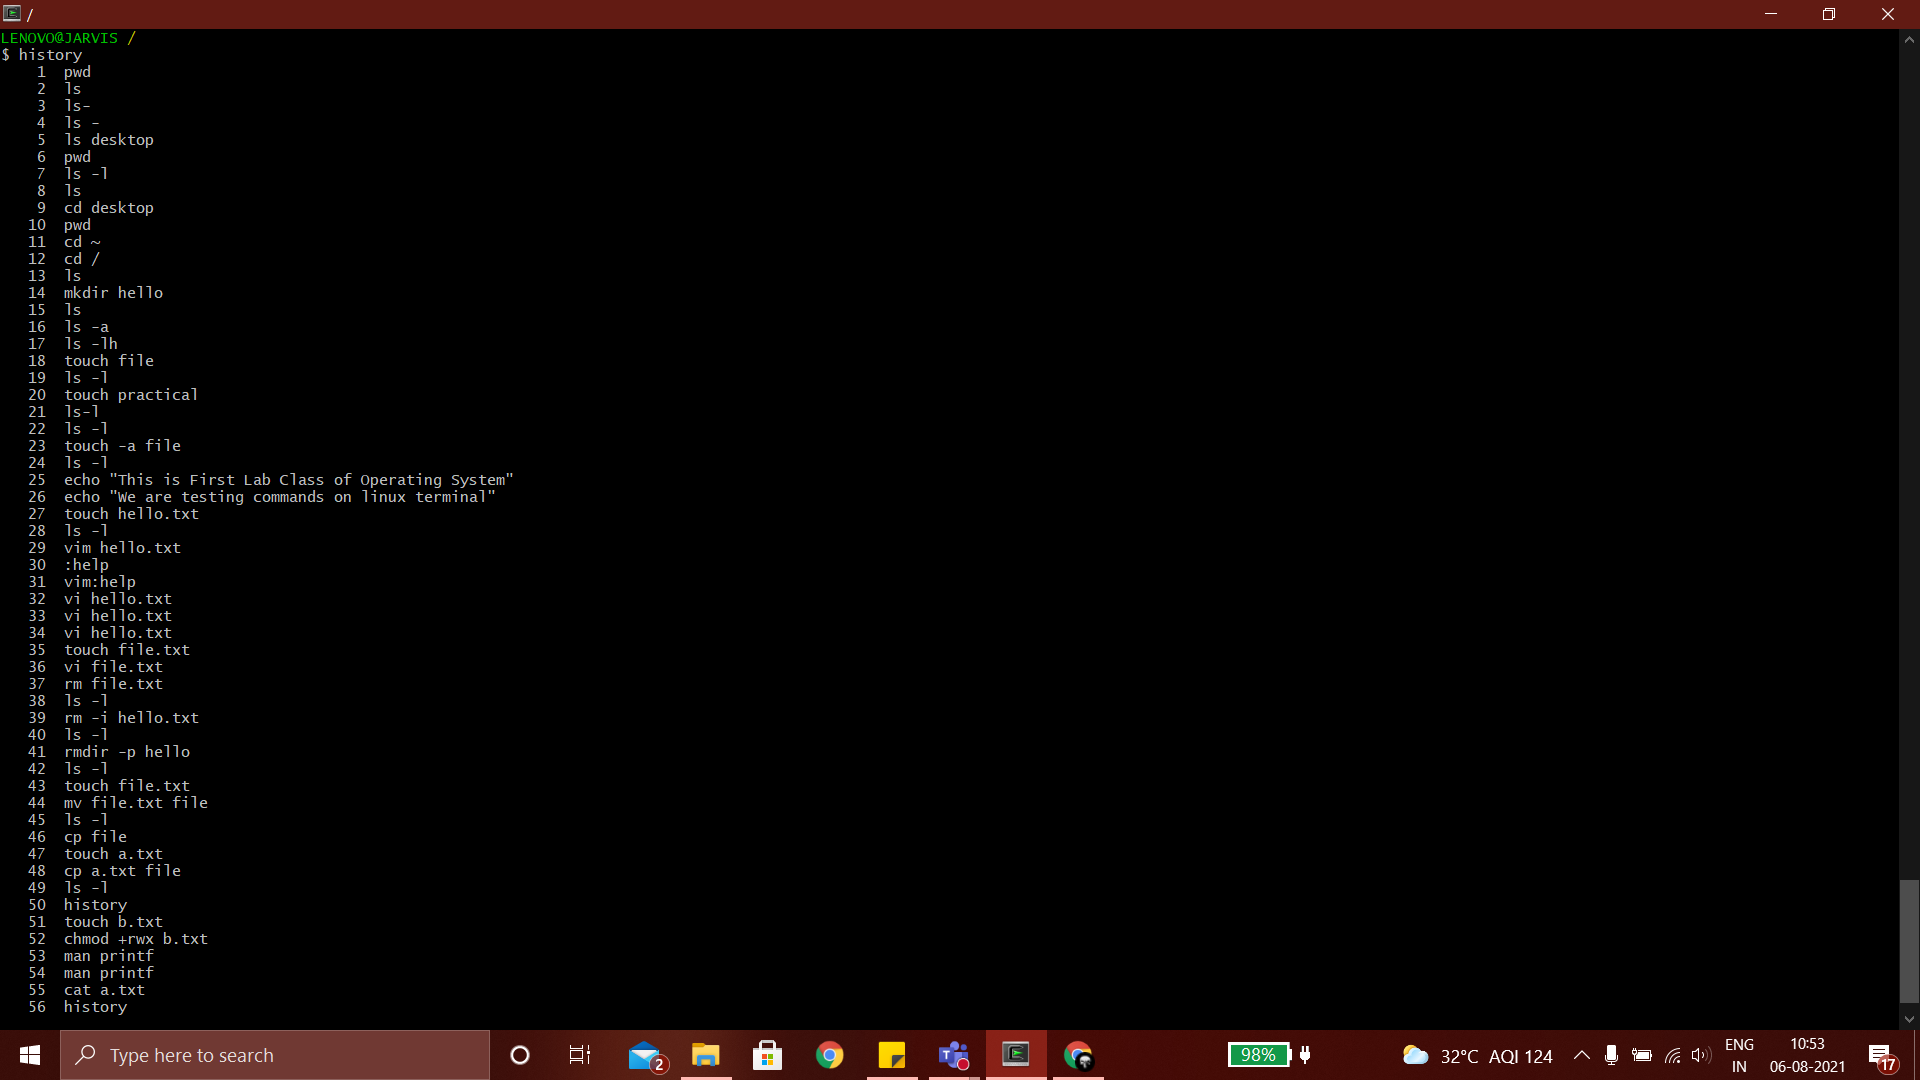 /
LENOVO@JARVIS /
$ history
1 pwd
2 ls
3 ls-
4 ls -
5 ls desktop
6 pwd
7 ls -l
8 ls
9 cd desktop
10 pwd
11 cd ~
12 cd /
13 ls
14 mkdir hello
15 ls
16 ls -a
17 ls -lh
18 touch file
19 ls -l
20 touch practical
21 ls-l
22 ls -l
23 touch -a file
24 ls -l
25 echo "This is First Lab Class of Operating System"
26 echo "We are testing commands on linux terminal"
27 touch hello.txt
28 ls -l
29 vim hello.txt
30 :help
31 vim:help
32 vi hello.txt
33 vi hello.txt
34 vi hello.txt
35 touch file.txt
36 vi file.txt
37 rm file.txt
38 ls -l
39 rm -i hello.txt
40 ls -l
41 rmdir -p hello
42 ls -l
43 touch file.txt
44 mv file.txt file
45 ls -l
46 cp file
47 touch a.txt
48 cp a.txt file
49 ls -l
50 history
51 touch b.txt
52 chmod +rwx b.txt
53 man printf
54 man printf
55 cat a.txt
56 history
Type here to search
2
T
98%
32°C AQI 124
ENG
IN
10:53
06-08-2021
17